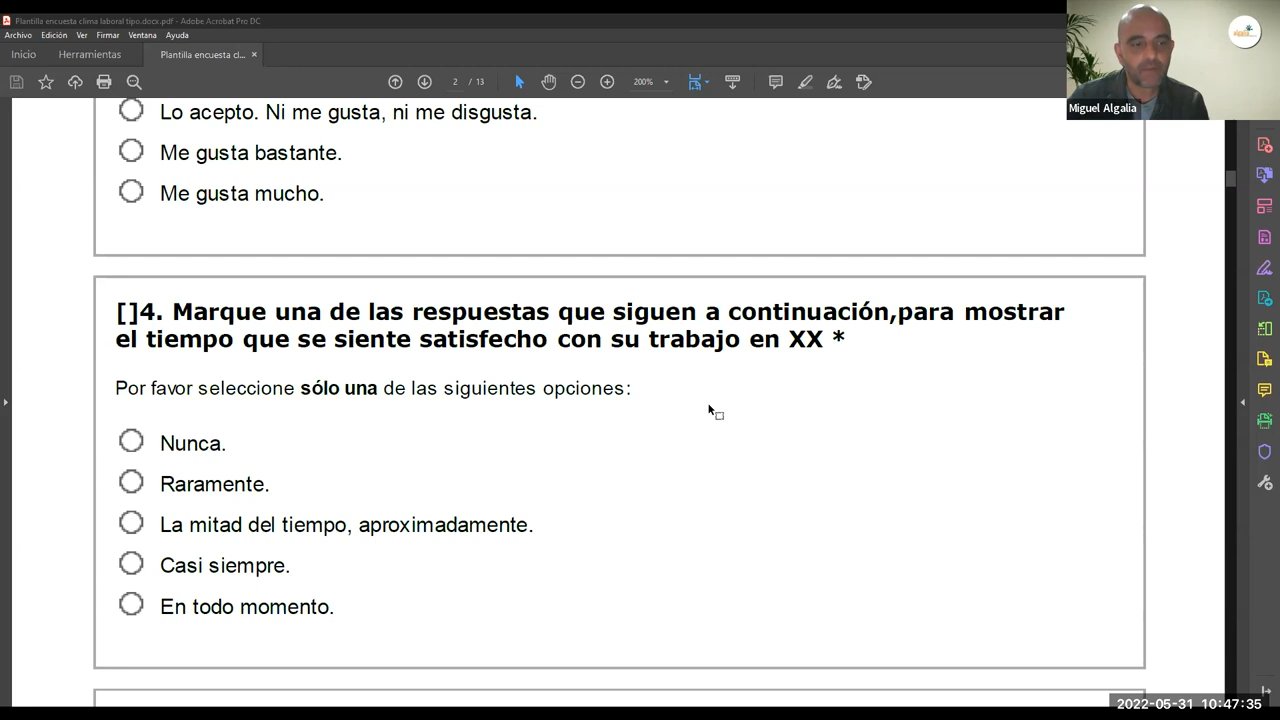 Plantilla encuesta clima laboral tipo.docx.pdf - Adobe Acrobat Pro DC
Archivo Edición Ver Firmar Ventana Ayuda
Inicio Herramientas Plantilla encuesta cl... ×
2 / 13 200%
Miguel Algalia
Lo acepto. Ni me gusta, ni me disgusta.
Me gusta bastante.
Me gusta mucho.
[]4. Marque una de las respuestas que siguen a continuación,para mostrar
el tiempo que se siente satisfecho con su trabajo en XX *
Por favor seleccione sólo una de las siguientes opciones:
Nunca.
Raramente.
La mitad del tiempo, aproximadamente.
Casi siempre.
En todo momento.
2022-05-31 10:47:35